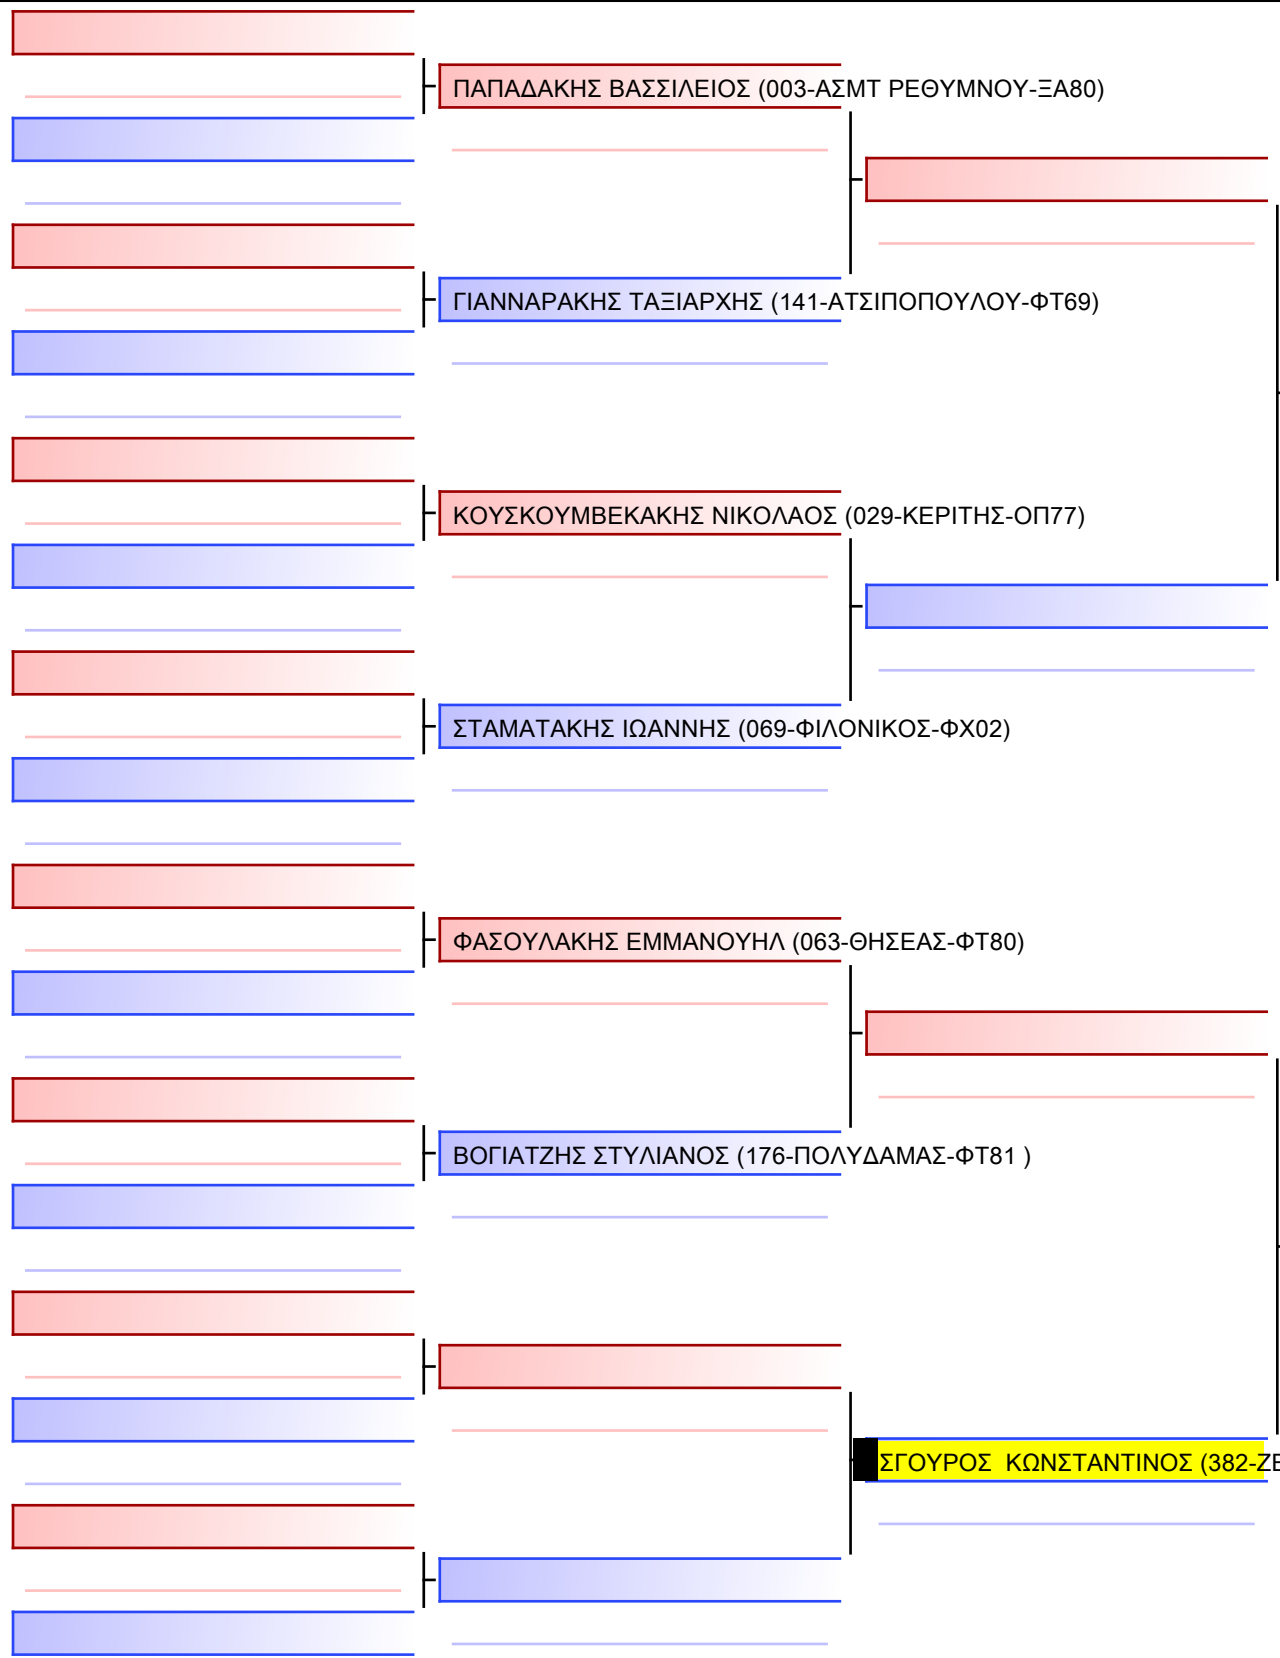 ΠΑΠΑΔΑΚΗΣ ΒΑΣΣΙΛΕΙΟΣ (003-ΑΣΜΤ ΡΕΘΥΜΝΟΥ-ΞΑ80)
ΓΙΑΝΝΑΡΑΚΗΣ ΤΑΞΙΑΡΧΗΣ (141-ΑΤΣΙΠΟΠΟΥΛΟΥ-ΦΤ69)
ΚΟΥΣΚΟΥΜΒΕΚΑΚΗΣ ΝΙΚΟΛΑΟΣ (029-ΚΕΡΙΤΗΣ-ΟΠ77)
ΣΤΑΜΑΤΑΚΗΣ ΙΩΑΝΝΗΣ (069-ΦΙΛΟΝΙΚΟΣ-ΦΧ02)
ΦΑΣΟΥΛΑΚΗΣ ΕΜΜΑΝΟΥΗΛ (063-ΘΗΣΕΑΣ-ΦΤ80)
ΒΟΓΙΑΤΖΗΣ ΣΤΥΛΙΑΝΟΣ (176-ΠΟΛΥΔΑΜΑΣ-ΦΤ81 )
ΣΓΟΥΡΟΣ  ΚΩΝΣΤΑΝΤΙΝΟΣ (382-ΖΕ